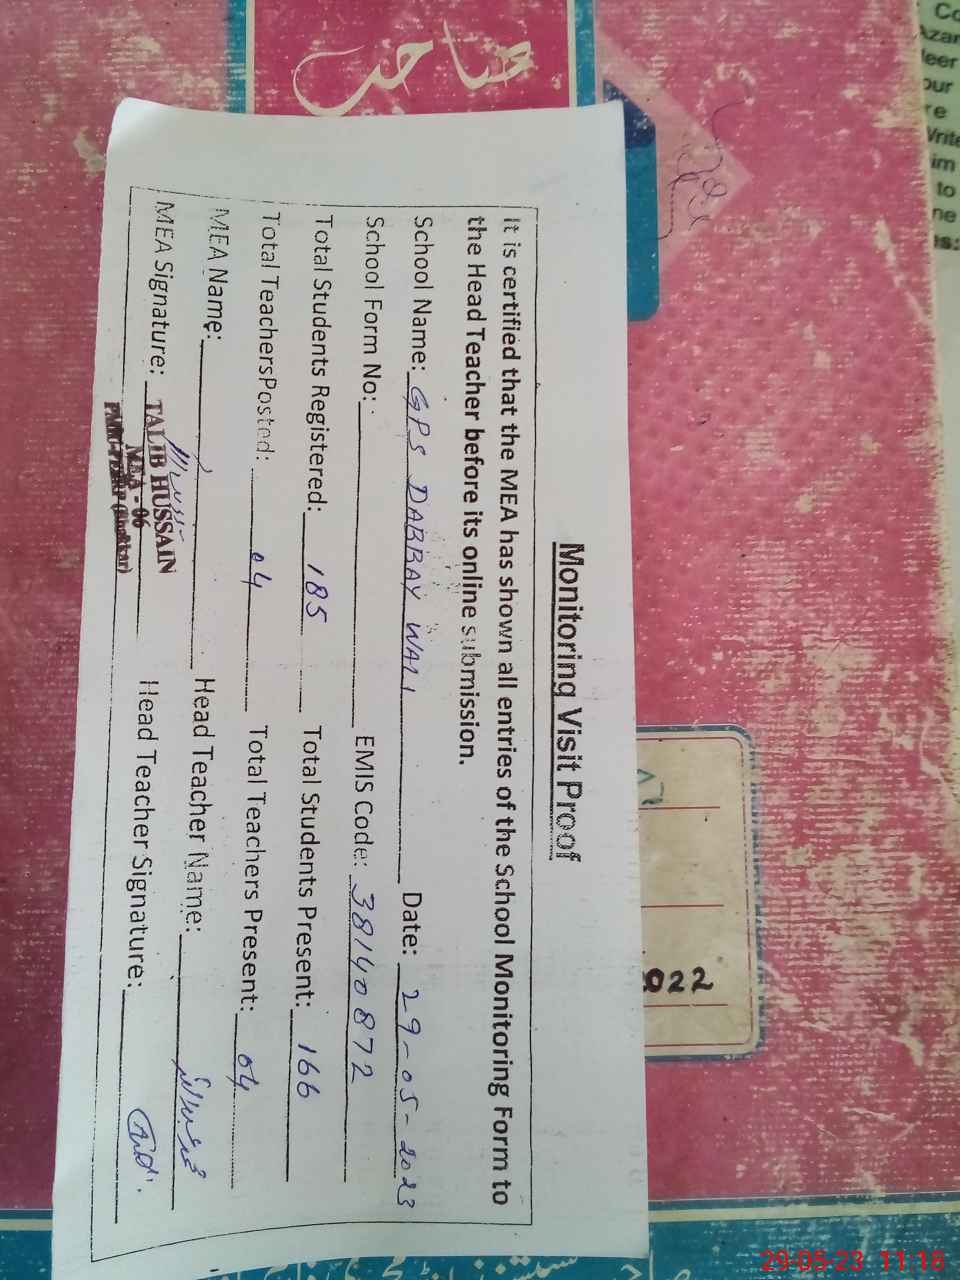 Monitoring Visit Proof
It is certified that the MEA has shown all entries of the School Monitoring Form to
the Head Teacher before its online submission.
School Name: GPS DABBAY WALI Date: 29-05-2023
School Form No: EMIS Code: 38140872
Total Students Registered: 185 Total Students Present: 166
Total TeachersPosted: 04 Total Teachers Present: 04
MEA Name: Head Teacher Name:
MEA Signature: Head Teacher Signature:
TALIB HUSSAIN
MEA - 06
صاحب
2022
29-05-23 11:18